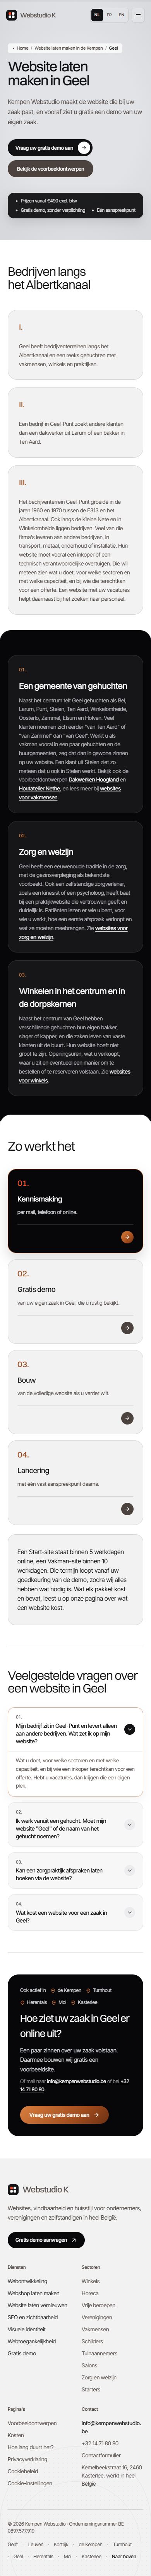 Webstudio K
NL FR EN
Home / Website laten maken in de Kempen / Geel
Website laten
maken in Geel
Kempen Webstudio maakt de website die bij uw
zaak past, en vooraf ziet u gratis een demo van uw
eigen zaak.
Vraag uw gratis demo aan
Bekijk de voorbeeldontwerpen
Prijzen vanaf €490 excl. btw
Gratis demo, zonder verplichting
Eén aanspreekpunt
Bedrijven langs
het Albertkanaal
I.
Geel heeft bedrijventerreinen langs het
Albertkanaal en een reeks gehuchten met
vakmensen, winkels en praktijken.
II.
Een bedrijf in Geel-Punt zoekt andere klanten
dan een dakwerker uit Larum of een bakker in
Ten Aard.
III.
Het bedrijventerrein Geel-Punt groeide in de
jaren 1960 en 1970 tussen de E313 en het
Albertkanaal. Ook langs de Kleine Nete en in
Winkelomheide liggen bedrijven. Veel van die
firma's leveren aan andere bedrijven, in
transport, metaal, onderhoud of installatie. Hun
website moet vooral een inkoper of een
technisch verantwoordelijke overtuigen. Die wil
meteen zien wat u doet, voor welke sectoren en
met welke capaciteit, en bij wie de offerteaanvraag
terechtkomt. Een website met uw vacatures
helpt daarnaast bij het zoeken naar personeel.
01.
Een gemeente van gehuchten
Naast het centrum telt Geel gehuchten als Bel,
Larum, Punt, Stelen, Ten Aard, Winkelomheide,
Oosterlo, Zammel, Elsum en Holven. Veel
klanten noemen zich eerder "van Ten Aard" of
"van Zammel" dan "van Geel". Werkt u als
vakman vooral in een paar gehuchten en de
buurgemeenten, zeg dat dan in gewone zinnen
op uw website. Een klant uit Stelen ziet zo
meteen dat u ook in Stelen komt. Bekijk ook de
voorbeeldontwerpen Dakwerken Hoogland en
Houtatelier Nethe, en lees meer bij websites
voor vakmensen.
02.
Zorg en welzijn
Geel heeft een eeuwenoude traditie in de zorg,
met de gezinsverpleging als bekendste
voorbeeld. Ook een zelfstandige zorgverlener,
zoals een kinesist of een psycholoog, haalt baat
bij een praktijkwebsite die vertrouwen geeft en
duidelijk is. Patiënten lezen er wie u bent, voor
wie u werkt, hoe een eerste afspraak verloopt en
wat ze moeten meebrengen. Zie websites voor
zorg en welzijn.
03.
Winkelen in het centrum en in
de dorpskernen
Naast het centrum van Geel hebben
verschillende gehuchten hun eigen bakker,
slager of kapper, en die zaken leven van vaste
klanten uit de buurt. Hun website hoeft niet
groot te zijn. Openingsuren, wat u verkoopt,
waar u zit en eventueel een manier om te
bestellen of te reserveren volstaan. Zie websites
voor winkels.
Zo werkt het
01.
Kennismaking
per mail, telefoon of online.
02.
Gratis demo
van uw eigen zaak in Geel, die u rustig bekijkt.
03.
Bouw
van de volledige website als u verder wilt.
04.
Lancering
met één vast aanspreekpunt daarna.
Een Start-site staat binnen 5 werkdagen
online, een Vakman-site binnen 10
werkdagen. Die termijn loopt vanaf uw
goedkeuring van de demo, zodra wij alles
hebben wat nodig is. Wat elk pakket kost
en bevat, leest u op onze pagina over wat
een website kost.
Veelgestelde vragen over
een website in Geel
01.
Mijn bedrijf zit in Geel-Punt en levert alleen
aan andere bedrijven. Wat zet ik op mijn
website?
Wat u doet, voor welke sectoren en met welke
capaciteit, en bij wie een inkoper terechtkan voor een
offerte. Hebt u vacatures, dan krijgen die een eigen
plek.
02.
Ik werk vanuit een gehucht. Moet mijn
website "Geel" of de naam van het
gehucht noemen?
03.
Kan een zorgpraktijk afspraken laten
boeken via de website?
04.
Wat kost een website voor een zaak in
Geel?
Ook actief in de Kempen Turnhout
Herentals Mol Kasterlee
Hoe ziet uw zaak in Geel er
online uit?
Een paar zinnen over uw zaak volstaan.
Daarmee bouwen wij gratis een
voorbeeldsite.
Of mail naar info@kempenwebstudio.be of bel +32
14 71 80 80.
Vraag uw gratis demo aan
Webstudio K
Websites, vindbaarheid en huisstijl voor ondernemers,
verenigingen en zelfstandigen in heel België.
Gratis demo aanvragen
Diensten
Webontwikkeling
Webshop laten maken
Website laten vernieuwen
SEO en zichtbaarheid
Visuele identiteit
Webtoegankelijkheid
Gratis demo
Sectoren
Winkels
Horeca
Vrije beroepen
Verenigingen
Vakmensen
Schilders
Tuinaannemers
Salons
Zorg en welzijn
Starters
Pagina's
Voorbeeldontwerpen
Kosten
Hoe lang duurt het?
Privacyverklaring
Cookiebeleid
Cookie-instellingen
Contact
info@kempenwebstudio.
be
+32 14 71 80 80
Contactformulier
Kempelbeekstraat 16, 2460
Kasterlee, werkt in heel
België
© 2026 Kempen Webstudio · Ondernemingsnummer BE
0897.577.919
Gent · Leuven · Kortrijk · de Kempen · Turnhout
· Geel · Herentals · Mol · Kasterlee · Naar boven